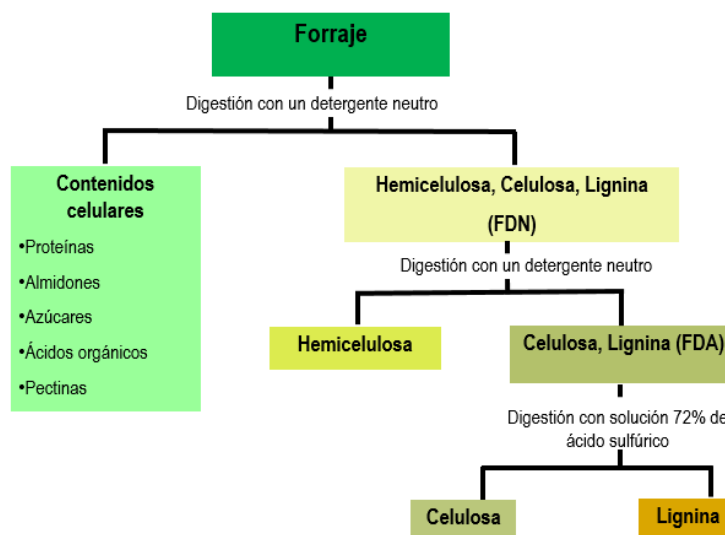 Forraje
Digestión con un detergente neutro
Contenidos
celulares
•Proteínas
•Almidones
•Azúcares
•Ácidos orgánicos
•Pectinas
Hemicelulosa, Celulosa, Lignina
(FDN)
Digestión con un detergente neutro
Hemicelulosa
Celulosa, Lignina (FDA)
Digestión con solución 72% de
ácido sulfúrico
Celulosa
Lignina